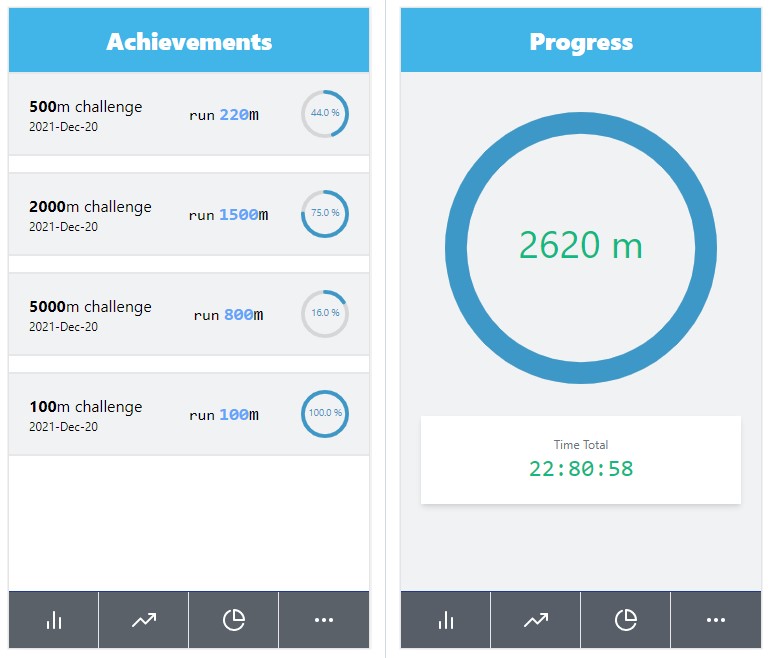 Achievements
500m challenge
2021-Dec-20
run 220m
44.0 %
2000m challenge
2021-Dec-20
run 1500m
75.0 %
5000m challenge
2021-Dec-20
run 800m
16.0 %
100m challenge
2021-Dec-20
run 100m
100.0 %
Progress
2620 m
Time Total
22:80:58